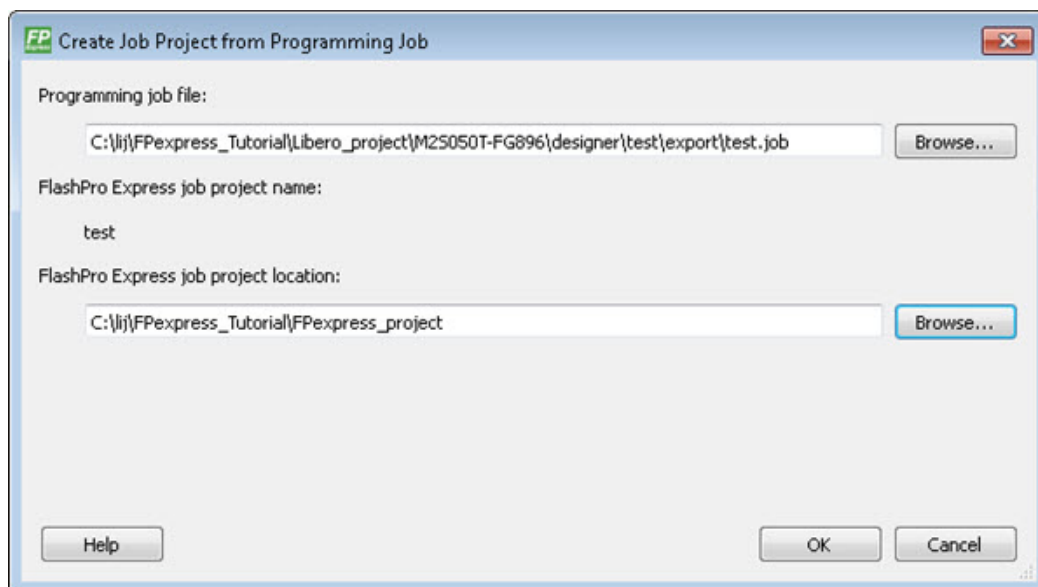 FP Express Create Job Project from Programming Job
Programming job file:
C:\lij\FPexpress_Tutorial\Libero_project\M2S050T-FG896\designer\test\export\test.job Browse...
FlashPro Express job project name:
test
FlashPro Express job project location:
C:\lij\FPexpress_Tutorial\FPexpress_project Browse...
Help OK Cancel